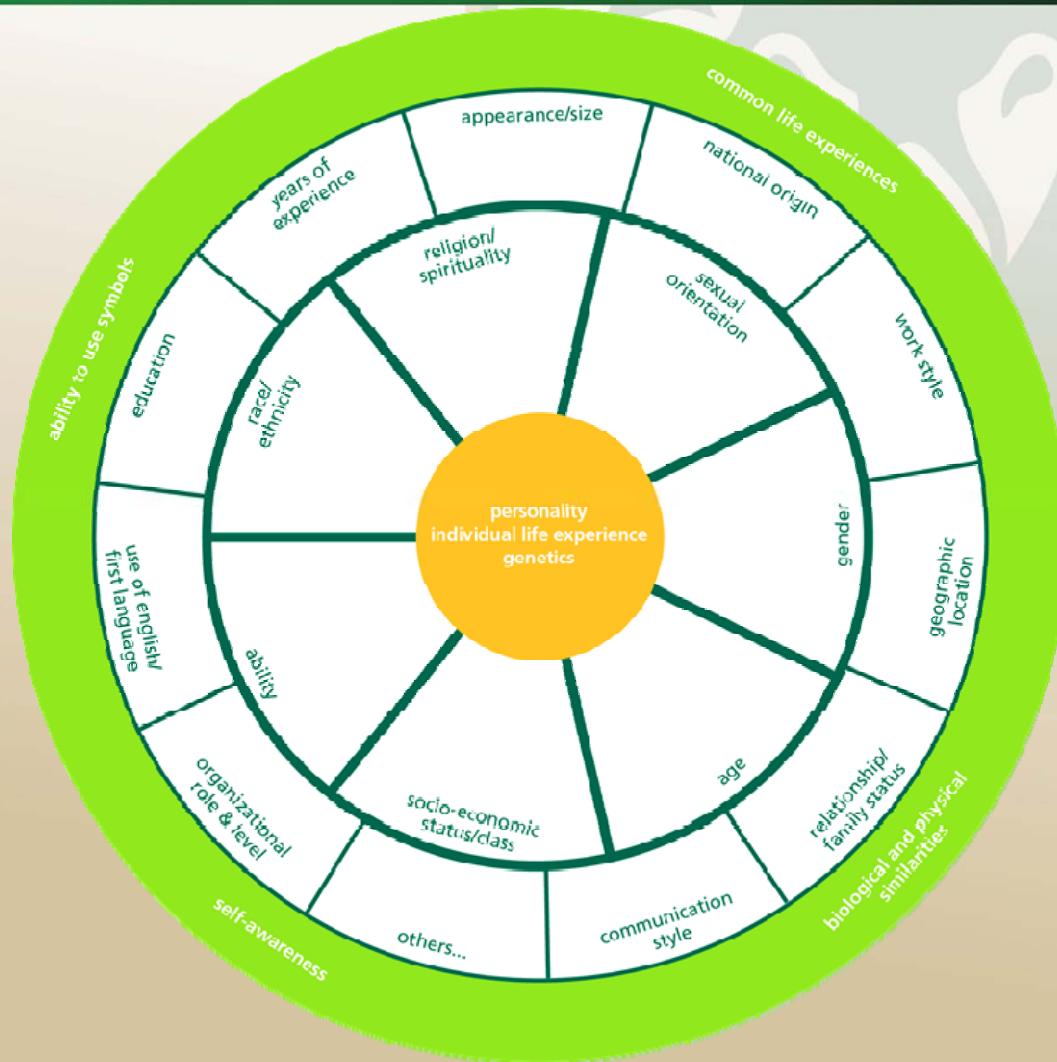 common life experiences
biological and physical
similarities
self-awareness
ability to use symbols
appearance/size
national origin
work style
geographic
location
relationship/
family status
communication
style
others...
organizational
role & level
use of english/
first language
education
years of
experience
religion/
spirituality
sexual
orientation
gender
age
socio-economic
status/class
ability
race/
ethnicity
personality
individual life experience
genetics